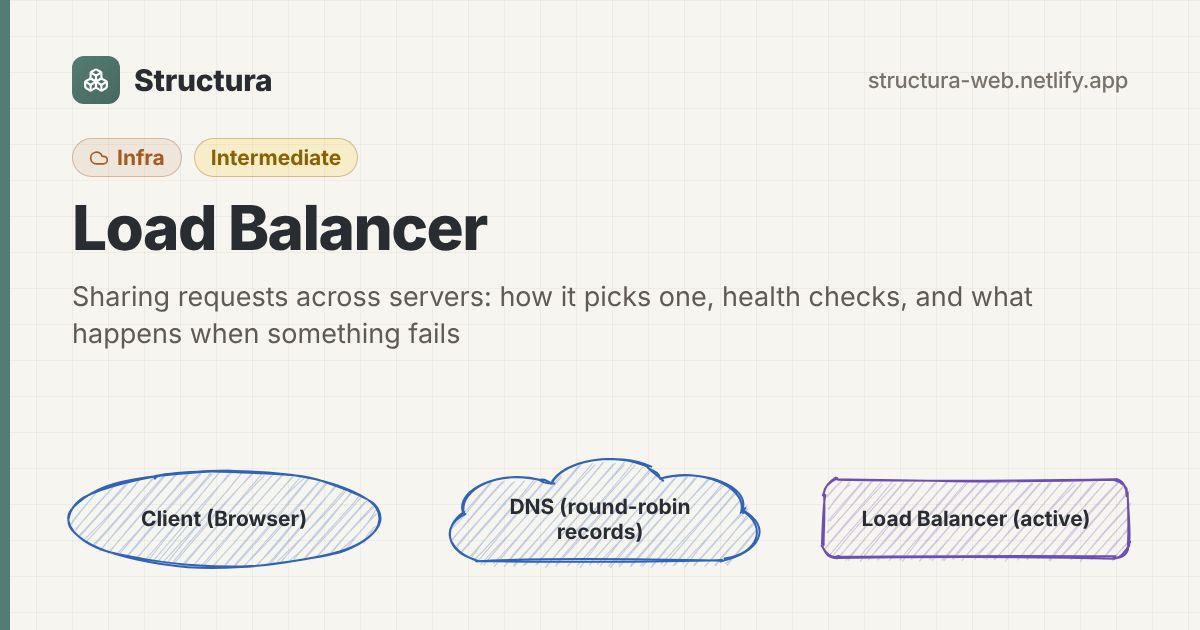 Structura
structura-web.netlify.app
Infra
Intermediate
Load Balancer
Sharing requests across servers: how it picks one, health checks, and what
happens when something fails
Client (Browser)
DNS (round-robin
records)
Load Balancer (active)